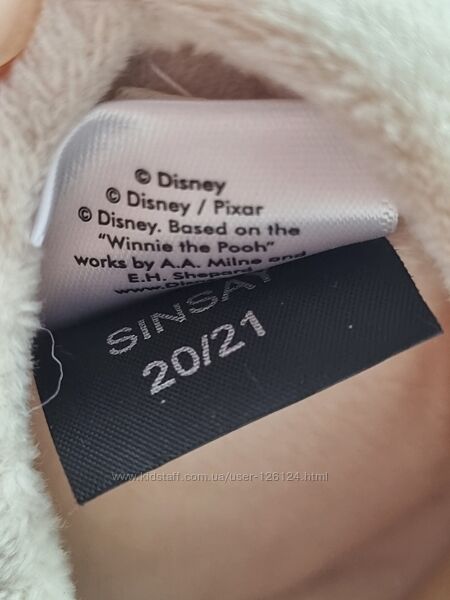 © Disney
© Disney / Pixar
© Disney. Based on the
"Winnie the Pooh"
works by A.A. Milne and
E.H. Shepard
SINSAY
20/21
www.kidstaff.com.ua/user-126124.html